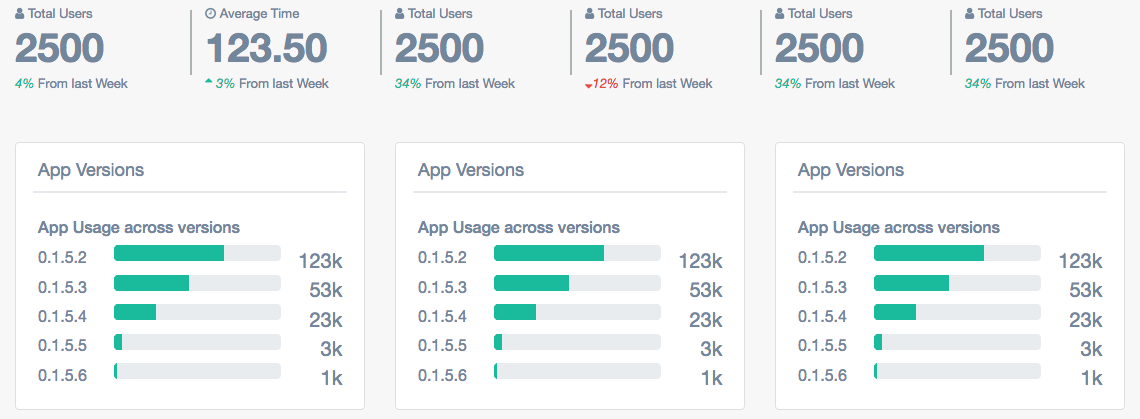 Total Users
2500
4% From last Week
Average Time
123.50
3% From last Week
Total Users
2500
34% From last Week
Total Users
2500
12% From last Week
Total Users
2500
34% From last Week
Total Users
2500
34% From last Week
App Versions
App Usage across versions
0.1.5.2 123k
0.1.5.3 53k
0.1.5.4 23k
0.1.5.5 3k
0.1.5.6 1k
App Versions
App Usage across versions
0.1.5.2 123k
0.1.5.3 53k
0.1.5.4 23k
0.1.5.5 3k
0.1.5.6 1k
App Versions
App Usage across versions
0.1.5.2 123k
0.1.5.3 53k
0.1.5.4 23k
0.1.5.5 3k
0.1.5.6 1k